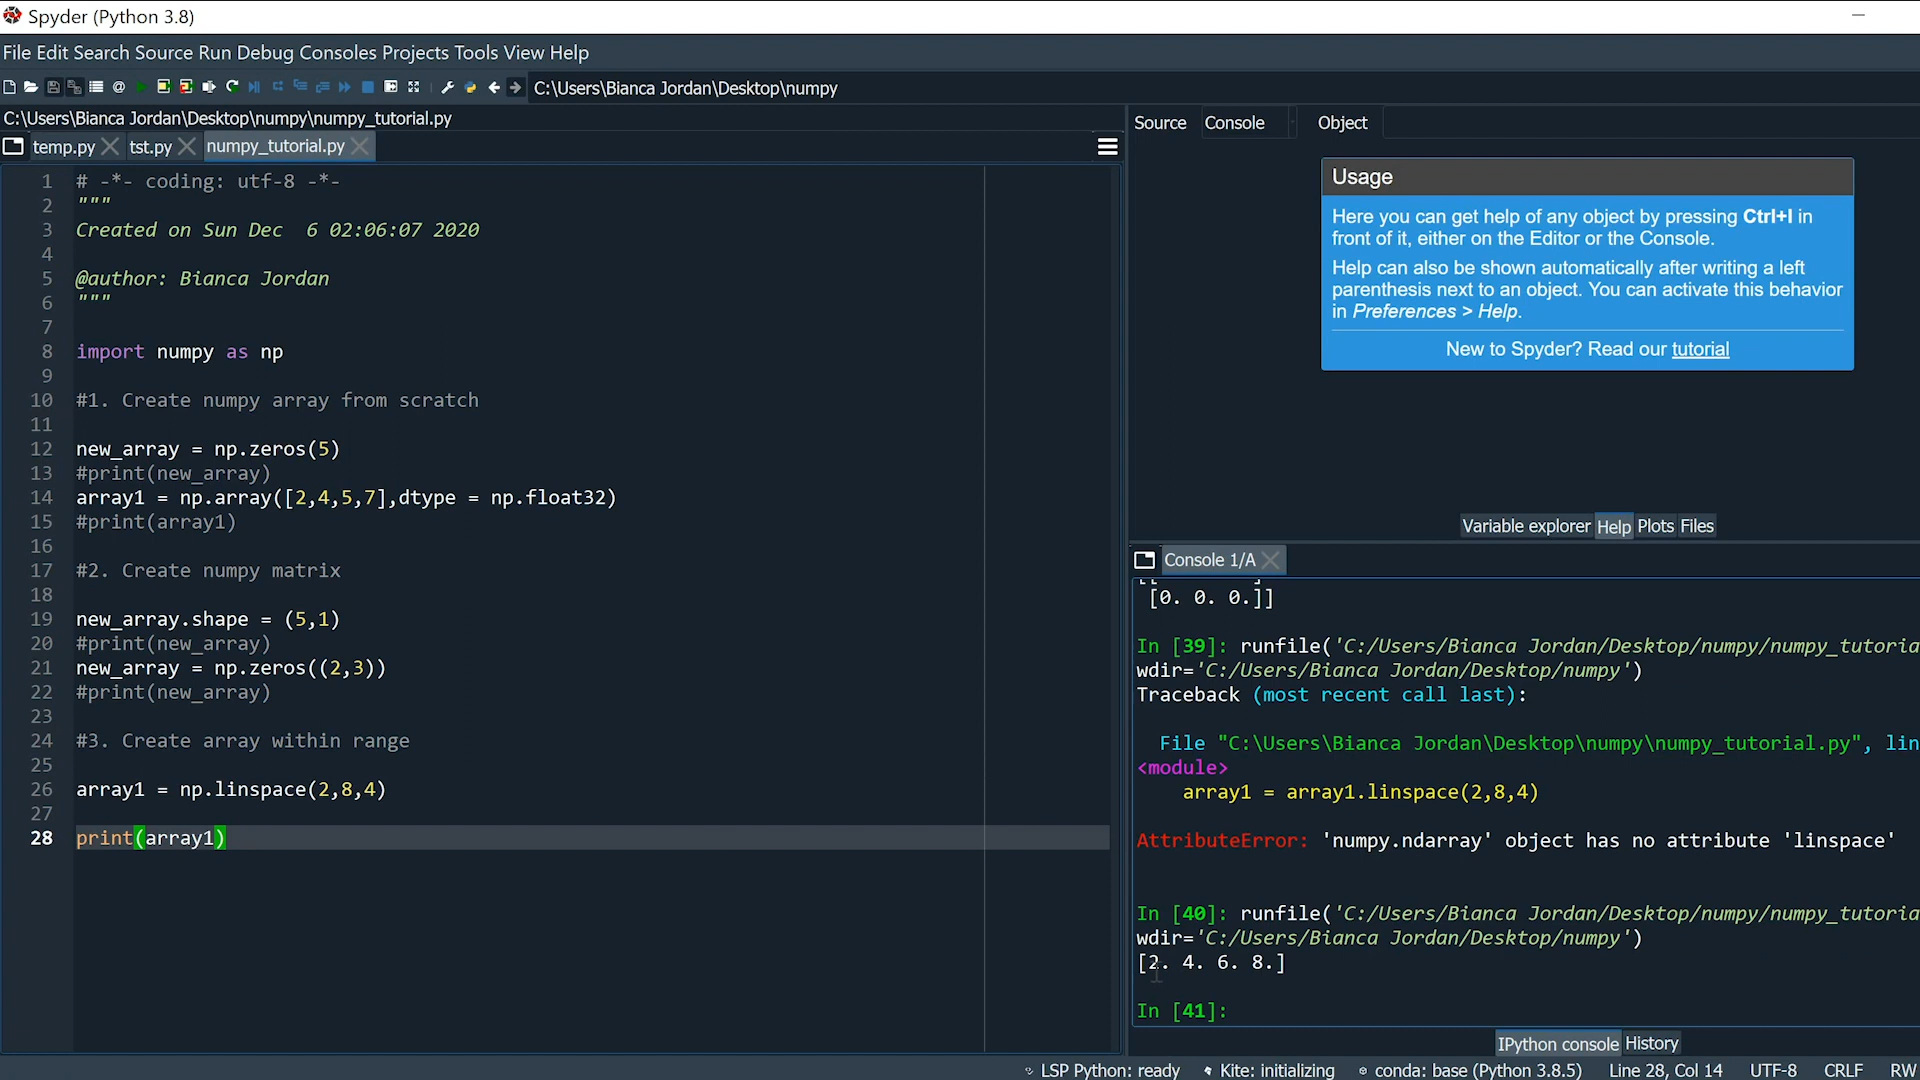 Spyder (Python 3.8)
File Edit Search Source Run Debug Consoles Projects Tools View Help
C:\Users\Bianca Jordan\Desktop\numpy
C:\Users\Bianca Jordan\Desktop\numpy\numpy_tutorial.py
temp.py tst.py numpy_tutorial.py
1 # -*- coding: utf-8 -*-
2 """
3 Created on Sun Dec  6 02:06:07 2020
4
5 @author: Bianca Jordan
6 """
7
8 import numpy as np
9
10 #1. Create numpy array from scratch
11
12 new_array = np.zeros(5)
13 #print(new_array)
14 array1 = np.array([2,4,5,7],dtype = np.float32)
15 #print(array1)
16
17 #2. Create numpy matrix
18
19 new_array.shape = (5,1)
20 #print(new_array)
21 new_array = np.zeros((2,3))
22 #print(new_array)
23
24 #3. Create array within range
25
26 array1 = np.linspace(2,8,4)
27
28 print(array1)
Source Console Object
Usage
Here you can get help of any object by pressing Ctrl+I in
front of it, either on the Editor or the Console.
Help can also be shown automatically after writing a left
parenthesis next to an object. You can activate this behavior
in Preferences > Help.
New to Spyder? Read our tutorial
Variable explorer Help Plots Files
Console 1/A
[0. 0. 0.]]
In [39]: runfile('C:/Users/Bianca Jordan/Desktop/numpy/numpy_tutoria
wdir='C:/Users/Bianca Jordan/Desktop/numpy')
Traceback (most recent call last):
File "C:\Users\Bianca Jordan\Desktop\numpy\numpy_tutorial.py", lin
<module>
array1 = array1.linspace(2,8,4)
AttributeError: 'numpy.ndarray' object has no attribute 'linspace'
In [40]: runfile('C:/Users/Bianca Jordan/Desktop/numpy/numpy_tutoria
wdir='C:/Users/Bianca Jordan/Desktop/numpy')
[2. 4. 6. 8.]
In [41]:
IPython console History
LSP Python: ready Kite: initializing conda: base (Python 3.8.5) Line 28, Col 14 UTF-8 CRLF RW